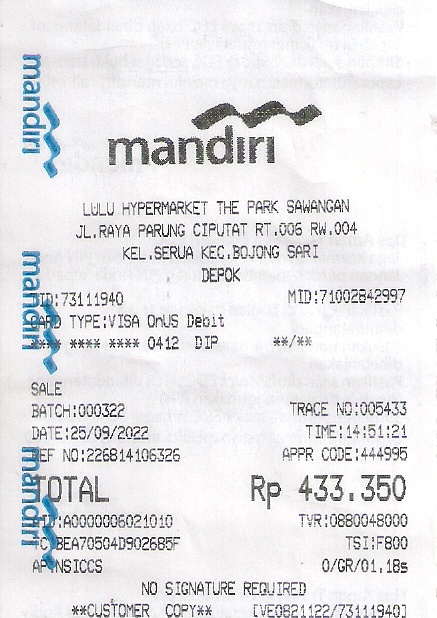 mandiri
mandiri
LULU HYPERMARKET THE PARK SAWANGAN
JL.RAYA PARUNG CIPUTAT RT.006 RW.004
KEL.SERUA KEC.BOJONG SARI
DEPOK
TID:73111940 MID:71002842997
CARD TYPE:VISA OnUS Debit
**** **** **** 0412 DIP **/**
mandiri
SALE
BATCH:000322 TRACE NO:005433
DATE:25/09/2022 TIME:14:51:21
REF NO:226814106326 APPR CODE:444995
TOTAL Rp 433.350
mandiri
AID:A0000006021010 TVR:0880048000
TC:BEA70504D902685F TSI:F800
AP:NSICCS 0/GR/01.18s
NO SIGNATURE REQUIRED
**CUSTOMER COPY** [VE0821122/73111940]